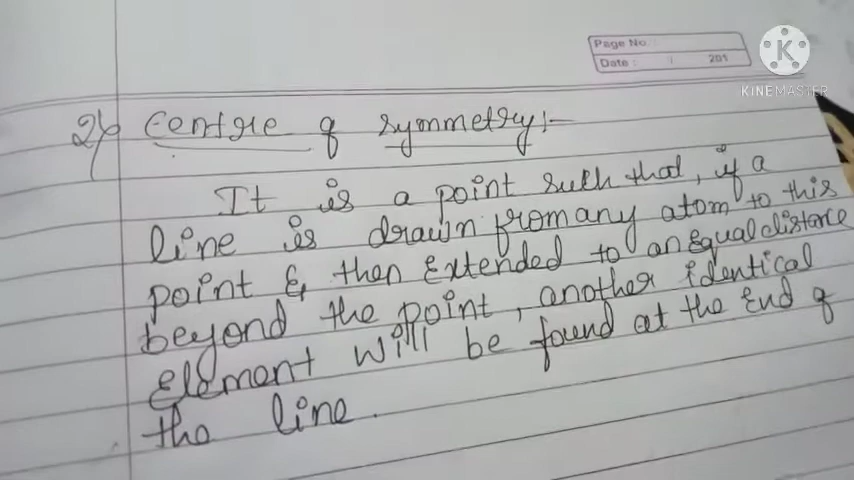 Page No.
Date : / 201
KINEMASTER
2) Centre of symmetry:-
It is a point such that, if a
line is drawn from any atom to this
point & then Extended to an Equal distance
beyond the point, another identical
Element will be found at the End of
the line.